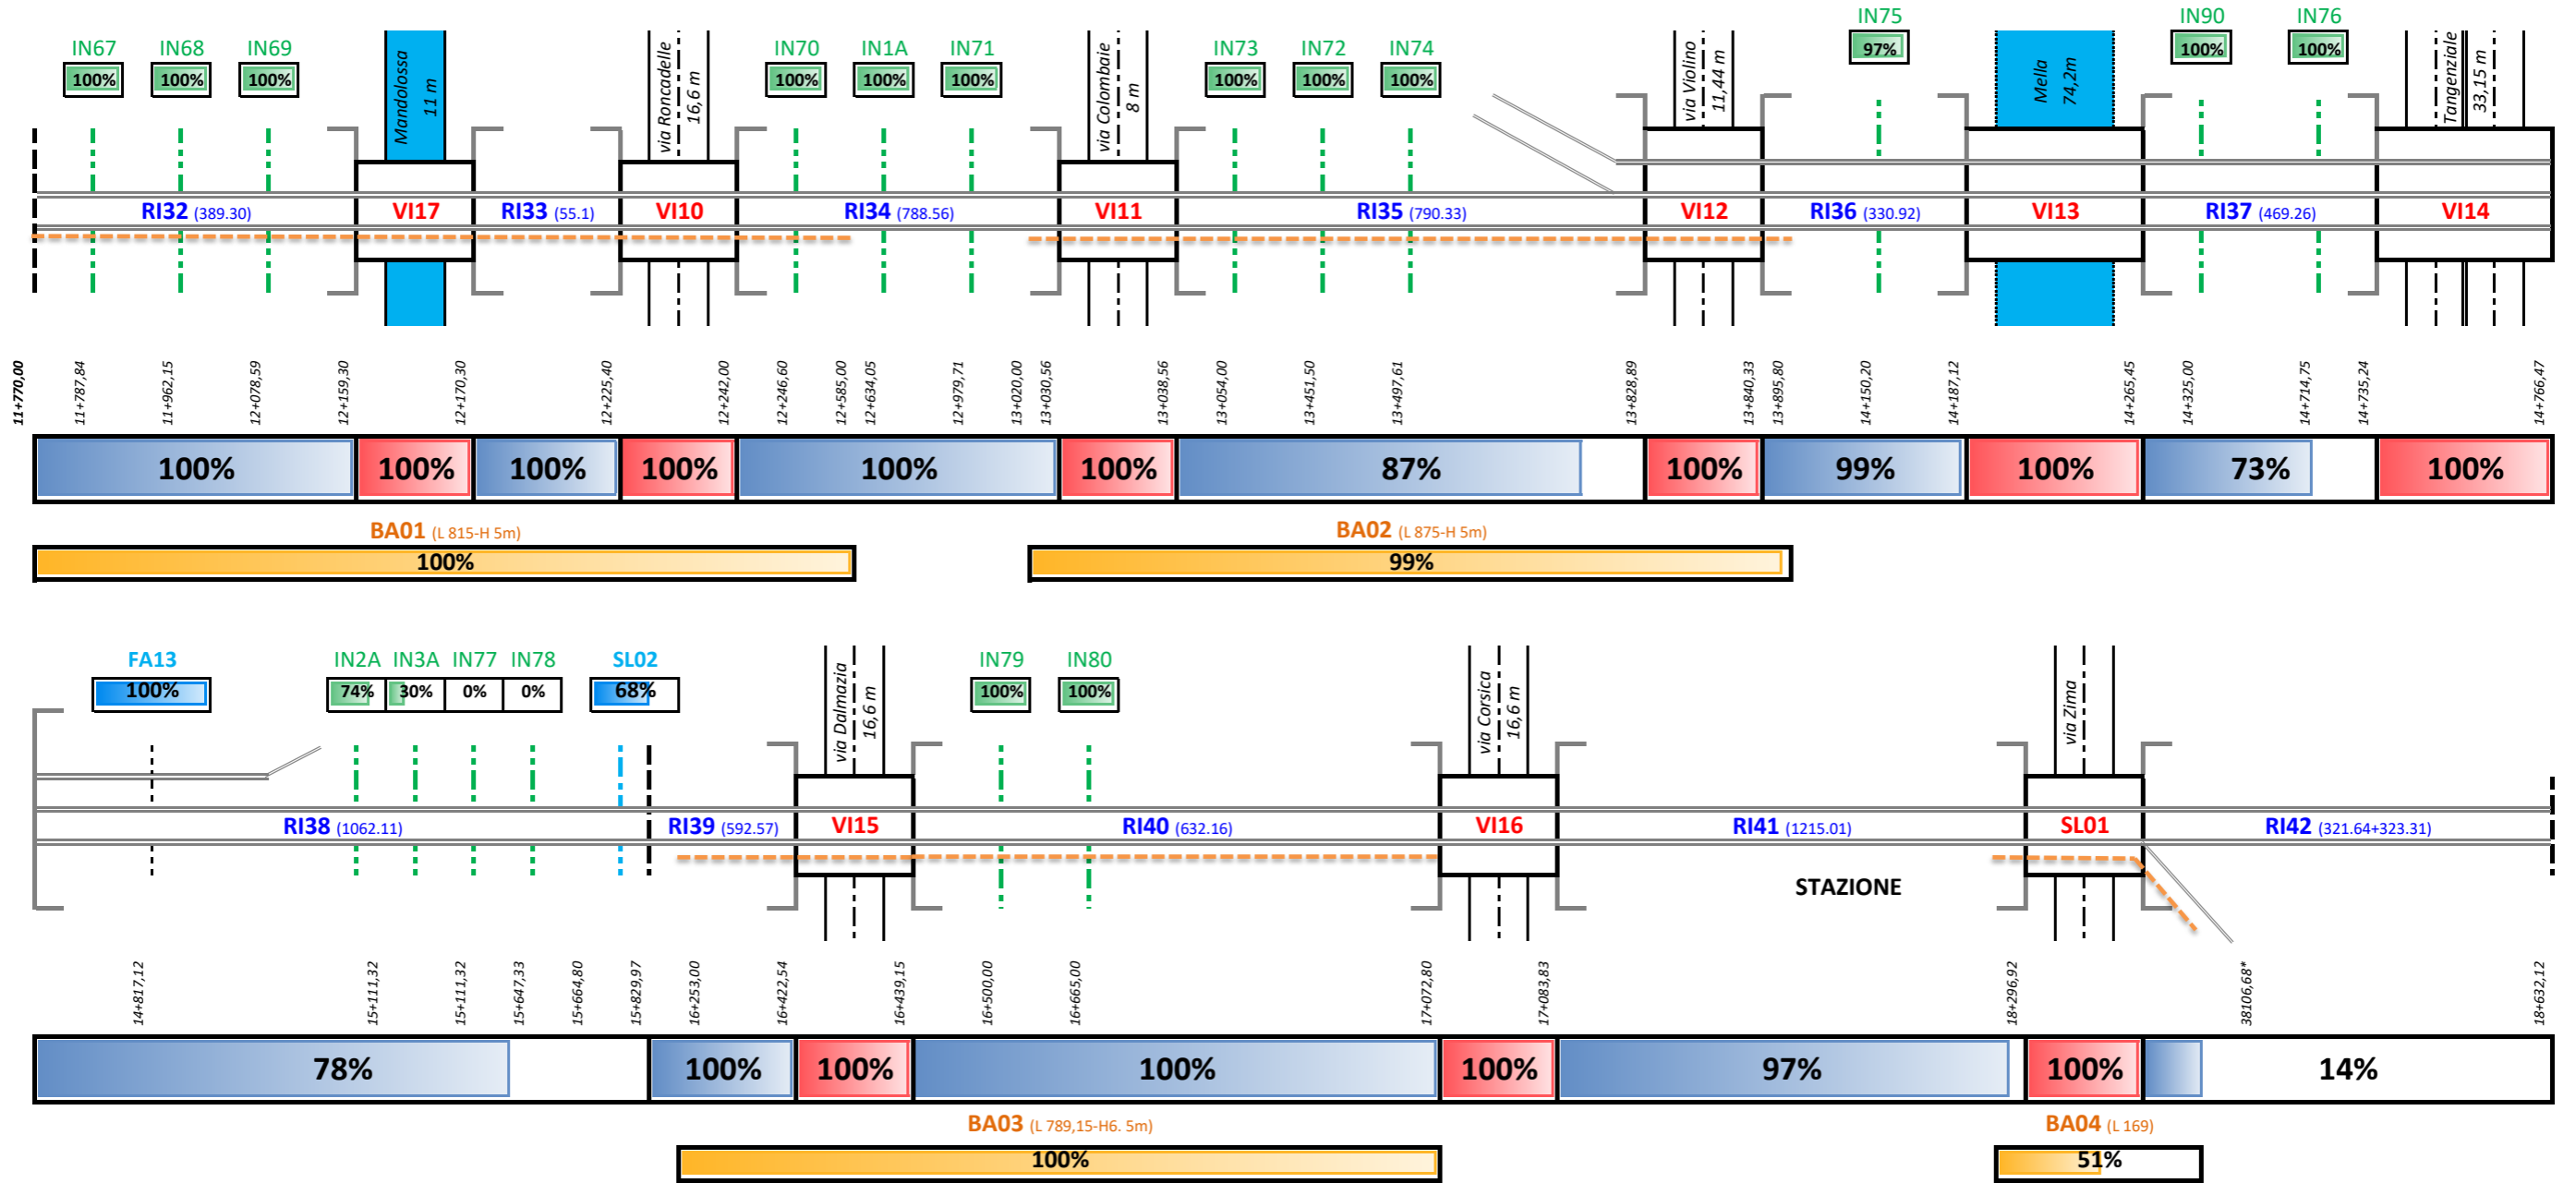 IN67 IN68 IN69 IN70 IN1A IN71 IN73 IN72 IN74 IN75 IN90 IN76
100% 100% 100% 100% 100% 100% 100% 100% 100% 97% 100% 100%
Mandolossa
11 m
via Roncadelle
16,6 m
via Colombaie
8 m
via Violino
11,44 m
Mella
74,2m
Tangenziale
33,15 m
RI32 (389.30) VI17 RI33 (55.1) VI10 RI34 (788.56) VI11 RI35 (790.33) VI12 RI36 (330.92) VI13 RI37 (469.26) VI14
11+770,00
11+787,84
11+962,15
12+078,59
12+159,30
12+170,30
12+225,40
12+242,00
12+246,60
12+585,00
12+634,05
12+979,71
13+020,00
13+030,56
13+038,56
13+054,00
13+451,50
13+497,61
13+828,89
13+840,33
13+895,80
14+150,20
14+187,12
14+265,45
14+325,00
14+714,75
14+735,24
14+766,47
100% 100% 100% 100% 100% 100% 87% 100% 99% 100% 73% 100%
BA01 (L 815-H 5m) BA02 (L 875-H 5m)
100% 99%
FA13 IN2A IN3A IN77 IN78 SL02 IN79 IN80
100% 74% 30% 0% 0% 68% 100% 100%
via Dalmazia
16,6 m
via Corsica
16,6 m
via Zima
RI38 (1062.11) RI39 (592.57) VI15 RI40 (632.16) VI16 RI41 (1215.01) SL01 RI42 (321.64+323.31)
STAZIONE
14+817,12
15+111,32
15+111,32
15+647,33
15+664,80
15+829,97
16+253,00
16+422,54
16+439,15
16+500,00
16+665,00
17+072,80
17+083,83
18+296,92
38106,68*
18+632,12
78% 100% 100% 100% 100% 97% 100% 14%
BA03 (L 789,15-H6. 5m) BA04 (L 169)
100% 51%